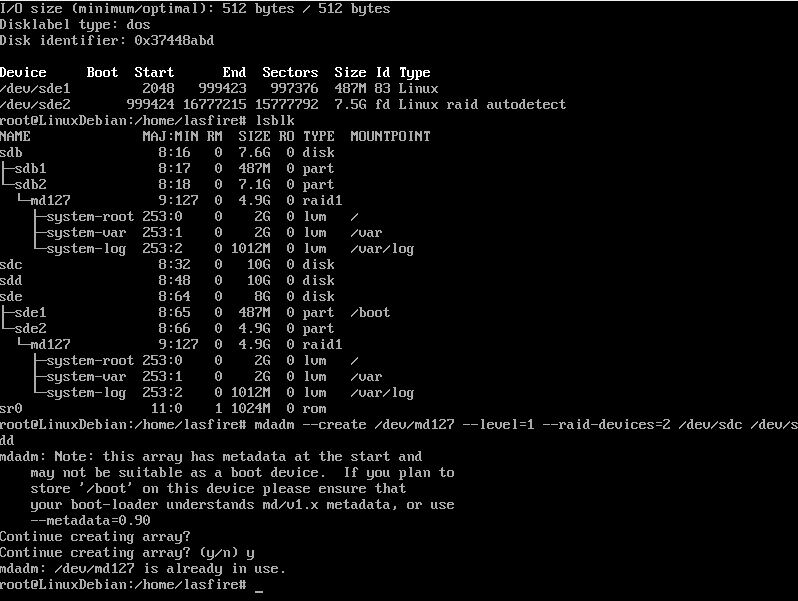 I/O size (minimum/optimal): 512 bytes / 512 bytes
Disklabel type: dos
Disk identifier: 0x37448abd
Device     Boot  Start      End  Sectors  Size Id Type
/dev/sde1         2048   999423   997376  487M 83 Linux
/dev/sde2       999424 16777215 15777792  7.5G fd Linux raid autodetect
root@LinuxDebian:/home/lasfire# lsblk
NAME              MAJ:MIN RM  SIZE RO TYPE  MOUNTPOINT
sdb                 8:16   0  7.6G  0 disk
├─sdb1              8:17   0  487M  0 part
└─sdb2              8:18   0  7.1G  0 part
  └─md127           9:127  0  4.9G  0 raid1
    ├─system-root 253:0    0    2G  0 lvm   /
    ├─system-var  253:1    0    2G  0 lvm   /var
    └─system-log  253:2    0 1012M  0 lvm   /var/log
sdc                 8:32   0   10G  0 disk
sdd                 8:48   0   10G  0 disk
sde                 8:64   0    8G  0 disk
├─sde1              8:65   0  487M  0 part  /boot
└─sde2              8:66   0  4.9G  0 part
  └─md127           9:127  0  4.9G  0 raid1
    ├─system-root 253:0    0    2G  0 lvm   /
    ├─system-var  253:1    0    2G  0 lvm   /var
    └─system-log  253:2    0 1012M  0 lvm   /var/log
sr0                11:0    1 1024M  0 rom
root@LinuxDebian:/home/lasfire# mdadm --create /dev/md127 --level=1 --raid-devices=2 /dev/sdc /dev/s
dd
mdadm: Note: this array has metadata at the start and
    may not be suitable as a boot device.  If you plan to
    store '/boot' on this device please ensure that
    your boot-loader understands md/v1.x metadata, or use
    --metadata=0.90
Continue creating array?
Continue creating array? (y/n) y
mdadm: /dev/md127 is already in use.
root@LinuxDebian:/home/lasfire# _